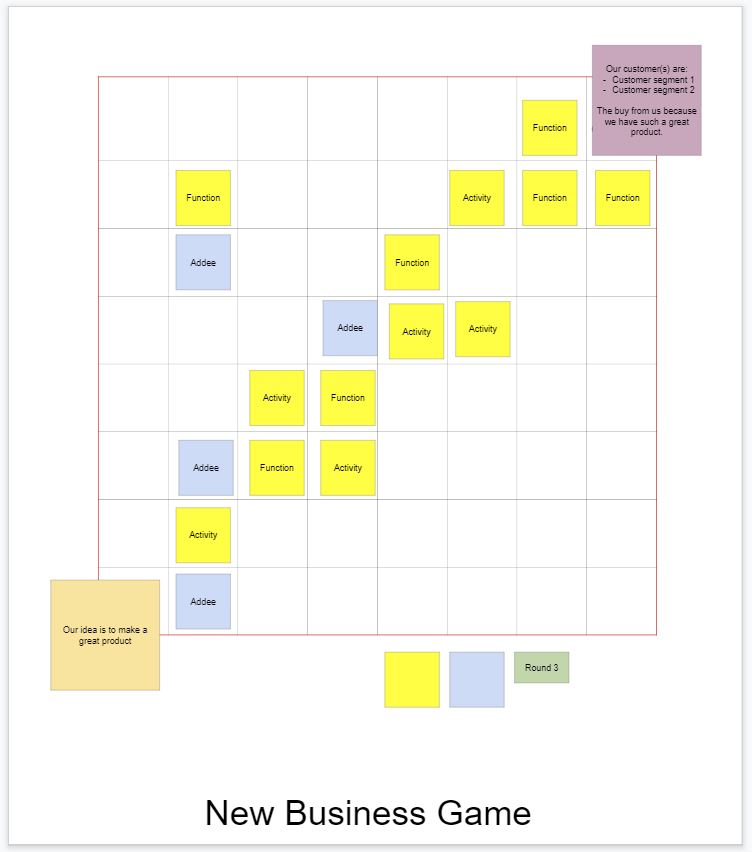 Our customer(s) are:
- Customer segment 1
- Customer segment 2
The buy from us because
we have such a great
product.
Function
Function
Activity
Function
Function
Addee
Function
Addee
Activity
Activity
Activity
Function
Addee
Function
Activity
Activity
Addee
Our idea is to make a
great product
Round 3
New Business Game